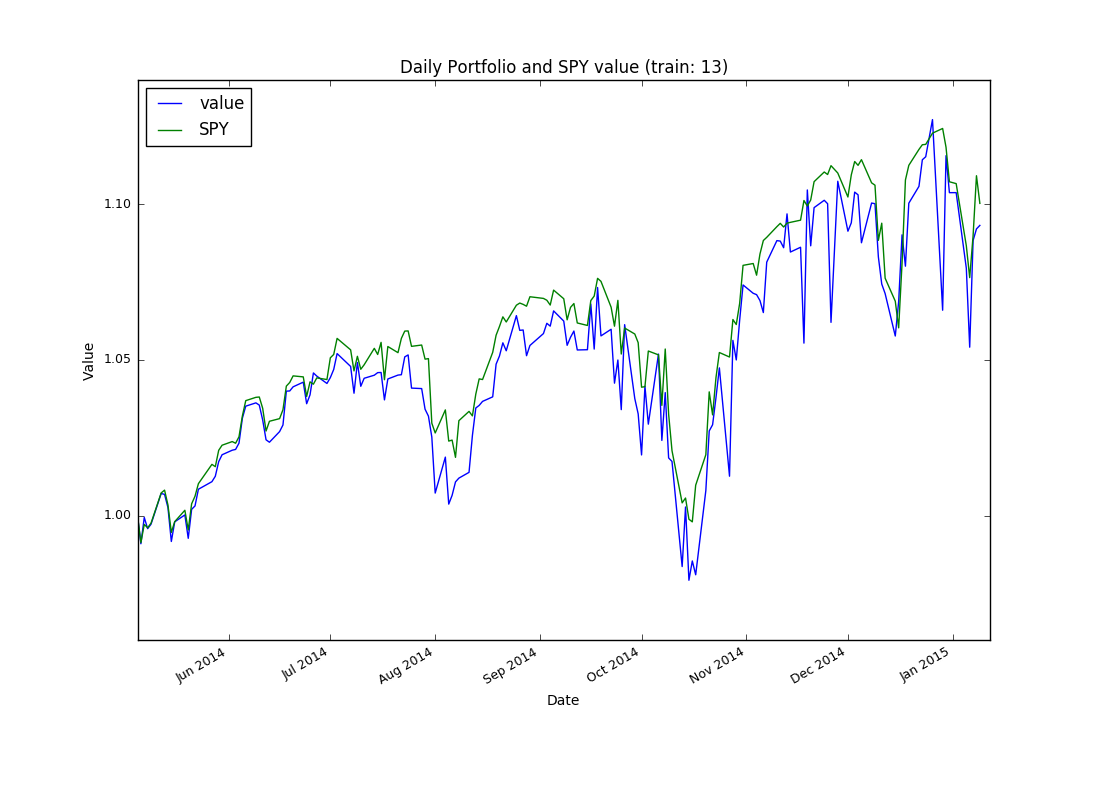 Daily Portfolio and SPY value (train: 13)
value
SPY
Value
1.10
1.05
1.00
Jun 2014
Jul 2014
Aug 2014
Sep 2014
Oct 2014
Nov 2014
Dec 2014
Jan 2015
Date